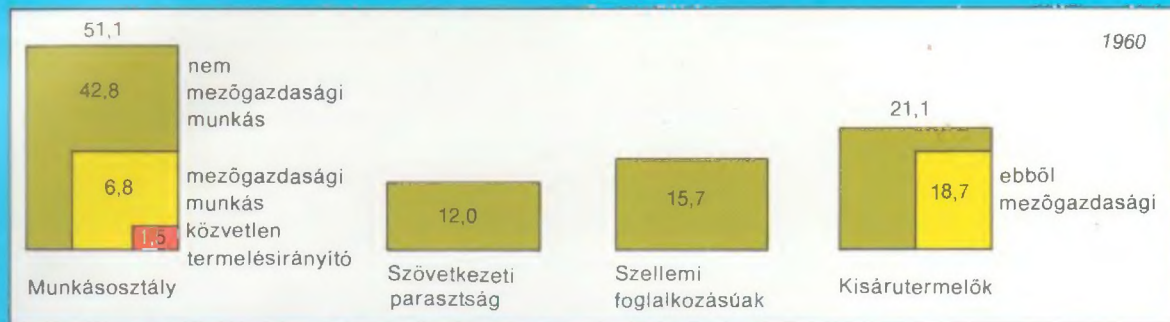 1960
51,1
42,8
nem
mezőgazdasági
munkás
6,8
mezőgazdasági
munkás
1,5
közvetlen
termelésirányító
Munkásosztály
12,0
Szövetkezeti
parasztság
15,7
Szellemi
foglalkozásúak
21,1
18,7
ebből
mezőgazdasági
Kisárutermelők